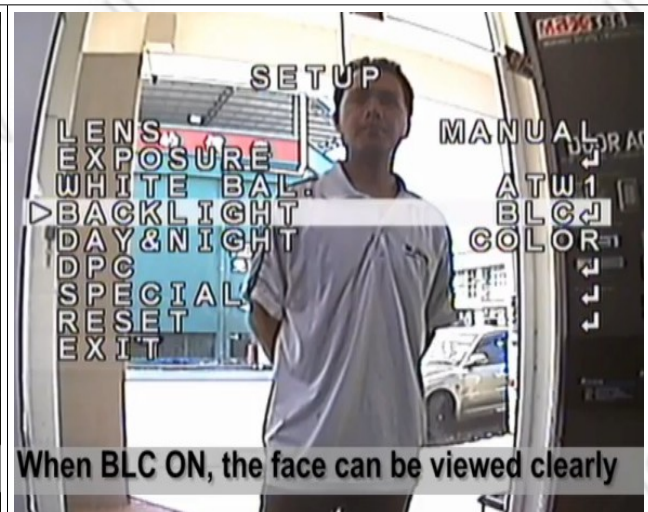 SETUP
LENS MANUAL
EXPOSURE ↵
WHITE BAL. ATW1
▷BACKLIGHT BLC↵
DAY&NIGHT COLOR
DPC ↵
SPECIAL ↵
RESET ↵
EXIT
When BLC ON, the face can be viewed clearly